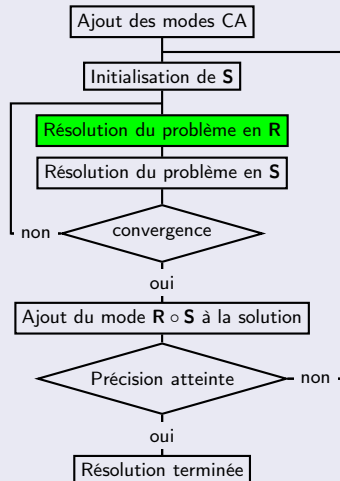 Ajout des modes CA
Initialisation de S
Résolution du problème en R
Résolution du problème en S
convergence
non
oui
Ajout du mode R ∘ S à la solution
Précision atteinte
non
oui
Résolution terminée